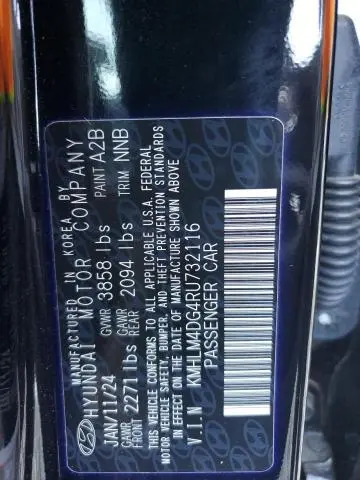 MANUFACTURED IN KOREA BY
HYUNDAI MOTOR COMPANY
JAN/11/24 GVWR 3858 lbs PAINT A2B
GAWR FRONT 2271 lbs GAWR REAR 2094 lbs TRIM NNB
THIS VEHICLE CONFORMS TO ALL APPLICABLE U.S.A. FEDERAL
MOTOR VEHICLE SAFETY, BUMPER, AND THEFT PREVENTION STANDARDS
IN EFFECT ON THE DATE OF MANUFACTURE SHOWN ABOVE
V.I.N KMHLM4DG4RU732116
PASSENGER CAR